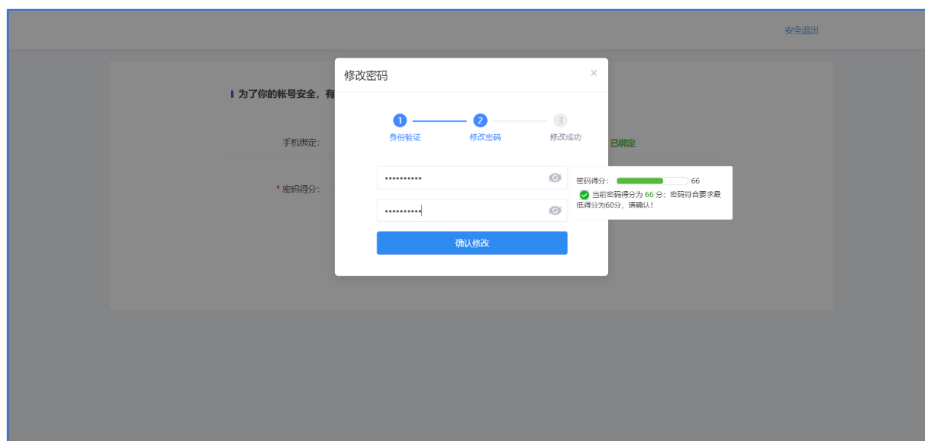 安全退出
修改密码
为了你的帐号安全，有
1
2
3
身份验证
修改密码
修改成功
手机绑定：
已绑定
* 密码得分：
密码得分：
66
当前密码得分为 66 分；密码符合要求最
低得分为60分，请确认！
确认修改